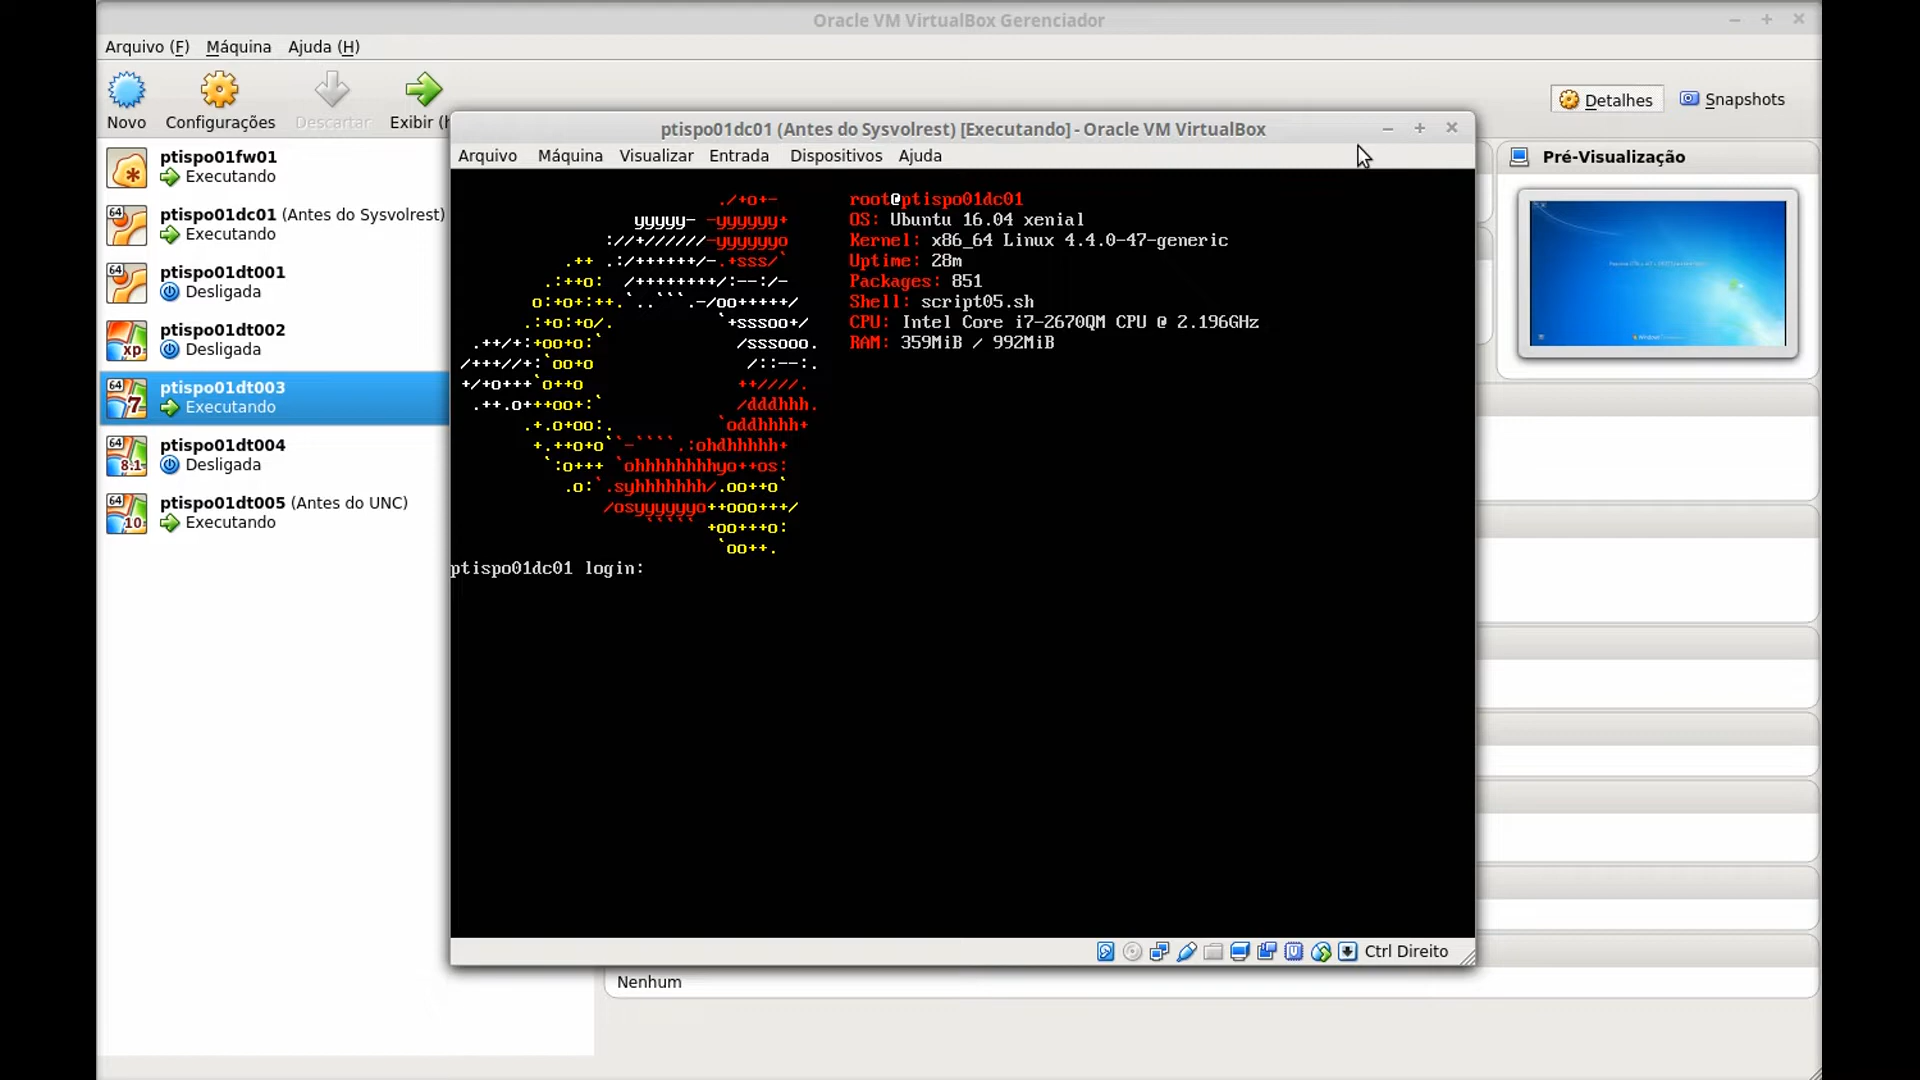 Oracle VM VirtualBox Gerenciador
Arquivo (F) Máquina Ajuda (H)
Novo Configurações Descartar Exibir (h
Detalhes Snapshots
ptispo01fw01
Executando
ptispo01dc01 (Antes do Sysvolrest)
Executando
ptispo01dt001
Desligada
ptispo01dt002
Desligada
ptispo01dt003
Executando
ptispo01dt004
Desligada
ptispo01dt005 (Antes do UNC)
Executando
ptispo01dc01 (Antes do Sysvolrest) [Executando] - Oracle VM VirtualBox
Arquivo Máquina Visualizar Entrada Dispositivos Ajuda
root@ptispo01dc01
OS: Ubuntu 16.04 xenial
Kernel: x86_64 Linux 4.4.0-47-generic
Uptime: 28m
Packages: 851
Shell: script05.sh
CPU: Intel Core i7-2670QM CPU @ 2.196GHz
RAM: 359MiB / 992MiB
ptispo01dc01 login:
Ctrl Direito
Pré-Visualização
Nenhum